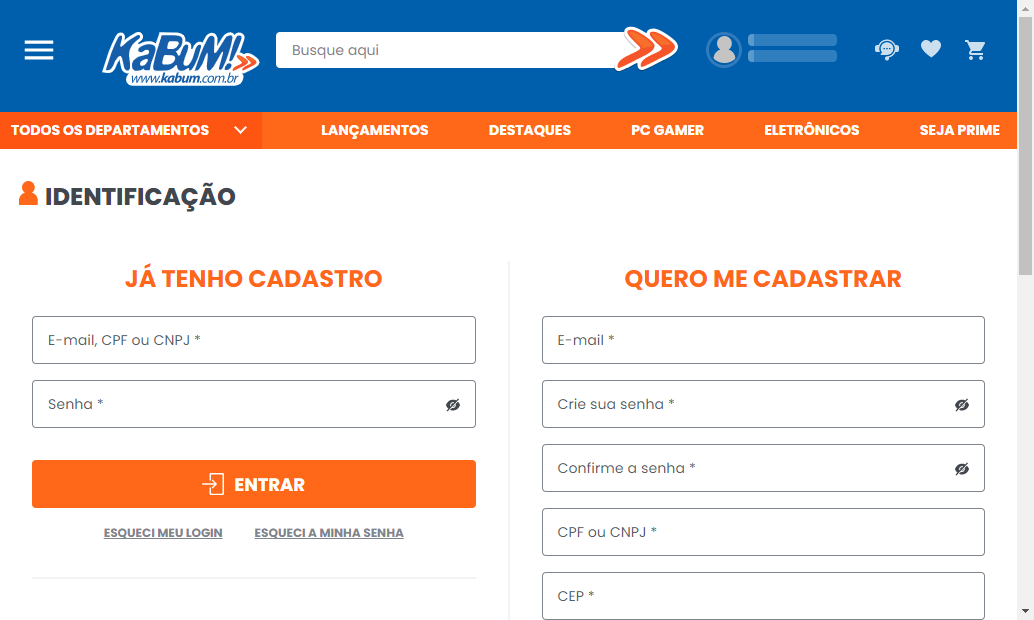 KaBuM!
www.kabum.com.br
Busque aqui
TODOS OS DEPARTAMENTOS
LANÇAMENTOS
DESTAQUES
PC GAMER
ELETRÔNICOS
SEJA PRIME
IDENTIFICAÇÃO
JÁ TENHO CADASTRO
E-mail, CPF ou CNPJ *
Senha *
ENTRAR
ESQUECI MEU LOGIN
ESQUECI A MINHA SENHA
QUERO ME CADASTRAR
E-mail *
Crie sua senha *
Confirme a senha *
CPF ou CNPJ *
CEP *